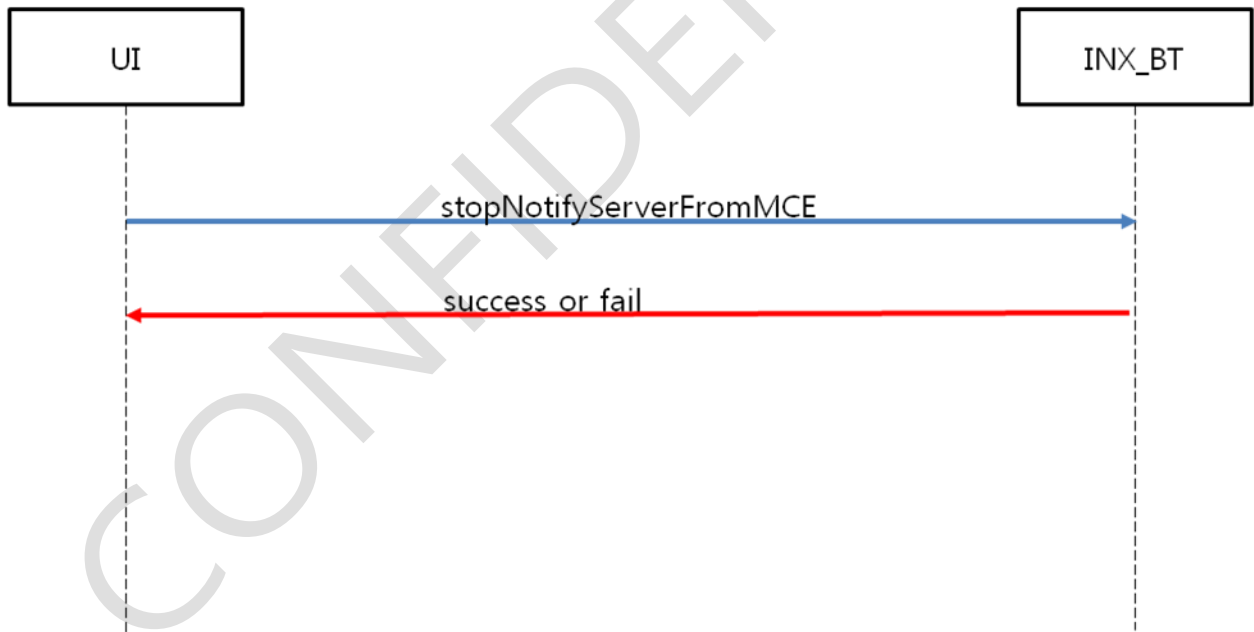 UI
INX_BT
stopNotifyServerFromMCE
success or fail
CONFIDE